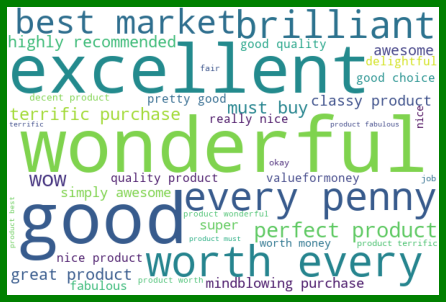 best market
brilliant
highly recommended
good quality
awesome
delightful
excellent
fair
good choice
decent product
pretty good
classy product
must buy
terrific purchase
really nice
nice
terrific
product fabulous
wonderful
okay
wow
quality product
valueformoney
job
simply awesome
every penny
good
product wonderful
super
perfect product
product best
product must
worth money
product terrific
nice product
worth every
great product
product worth
mindblowing purchase
fabulous